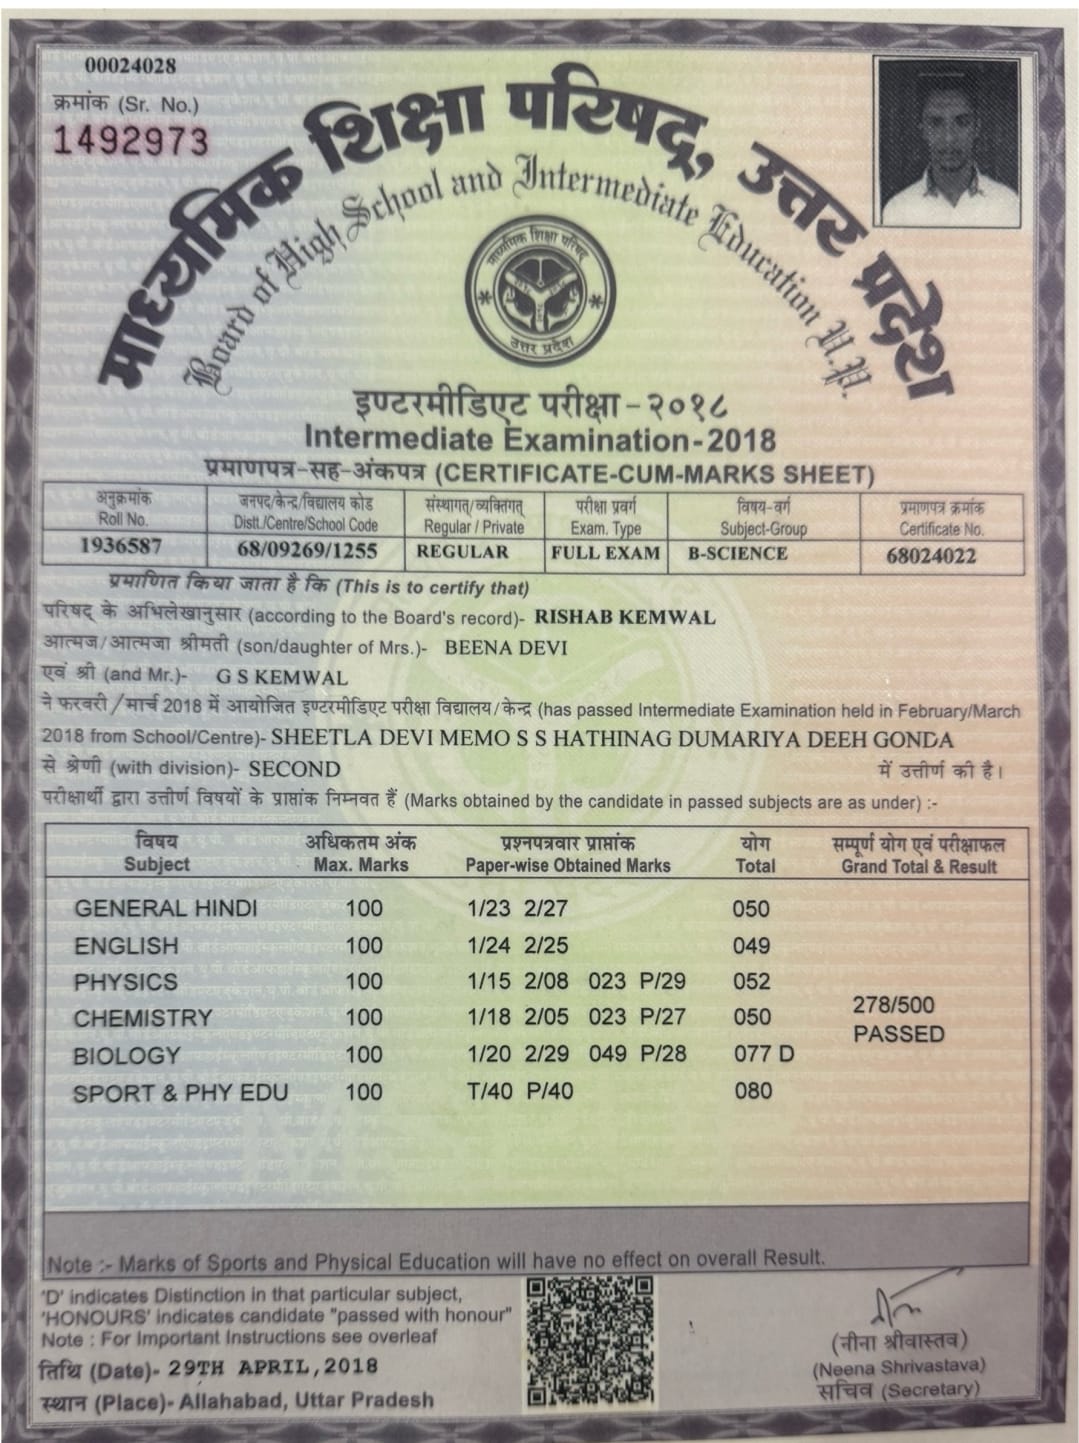 00024028
क्रमांक (Sr. No.)
1492973
माध्यमिक शिक्षा परिषद्, उत्तर प्रदेश
Board of High School and Intermediate Education U.P.
माध्यमिक शिक्षा परिषद
उत्तर प्रदेश
इण्टरमीडिएट परीक्षा - २०१८
Intermediate Examination - 2018
प्रमाणपत्र-सह-अंकपत्र (CERTIFICATE-CUM-MARKS SHEET)
अनुक्रमांक जनपद/केन्द्र/विद्यालय कोड संस्थागत्/व्यक्तिगत् परीक्षा प्रवर्ग विषय-वर्ग प्रमाणपत्र क्रमांक
Roll No. Distt./Centre/School Code Regular / Private Exam. Type Subject-Group Certificate No.
1936587 68/09269/1255 REGULAR FULL EXAM B-SCIENCE 68024022
प्रमाणित किया जाता है कि (This is to certify that)
परिषद् के अभिलेखानुसार (according to the Board's record)- RISHAB KEMWAL
आत्मज/आत्मजा श्रीमती (son/daughter of Mrs.)- BEENA DEVI
एवं श्री (and Mr.)- G S KEMWAL
ने फरवरी/मार्च 2018 में आयोजित इण्टरमीडिएट परीक्षा विद्यालय/केन्द्र (has passed Intermediate Examination held in February/March
2018 from School/Centre)- SHEETLA DEVI MEMO S S HATHINAG DUMARIYA DEEH GONDA
से श्रेणी (with division)- SECOND में उत्तीर्ण की है।
परीक्षार्थी द्वारा उत्तीर्ण विषयों के प्राप्तांक निम्नवत हैं (Marks obtained by the candidate in passed subjects are as under) :-
विषय अधिकतम अंक प्रश्नपत्रवार प्राप्तांक योग सम्पूर्ण योग एवं परीक्षाफल
Subject Max. Marks Paper-wise Obtained Marks Total Grand Total & Result
GENERAL HINDI 100 1/23 2/27 050
ENGLISH 100 1/24 2/25 049
PHYSICS 100 1/15 2/08 023 P/29 052
278/500
CHEMISTRY 100 1/18 2/05 023 P/27 050
PASSED
BIOLOGY 100 1/20 2/29 049 P/28 077 D
SPORT & PHY EDU 100 T/40 P/40 080
Note :- Marks of Sports and Physical Education will have no effect on overall Result.
'D' indicates Distinction in that particular subject,
'HONOURS' indicates candidate "passed with honour"
Note : For Important Instructions see overleaf
तिथि (Date)- 29TH APRIL,2018
स्थान (Place)- Allahabad, Uttar Pradesh
(नीना श्रीवास्तव)
(Neena Shrivastava)
सचिव (Secretary)